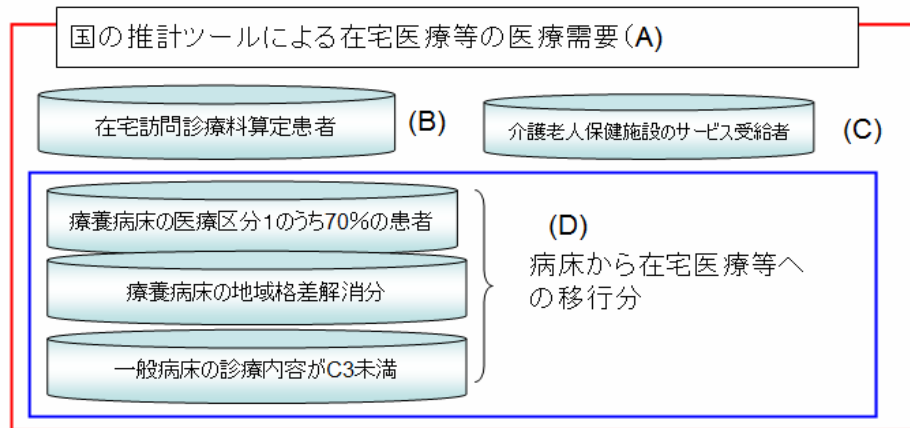 国の推計ツールによる在宅医療等の医療需要(A)
在宅訪問診療料算定患者
(B)
介護老人保健施設のサービス受給者
(C)
療養病床の医療区分1のうち70%の患者
療養病床の地域格差解消分
一般病床の診療内容がC3未満
(D)
病床から在宅医療等へ
の移行分